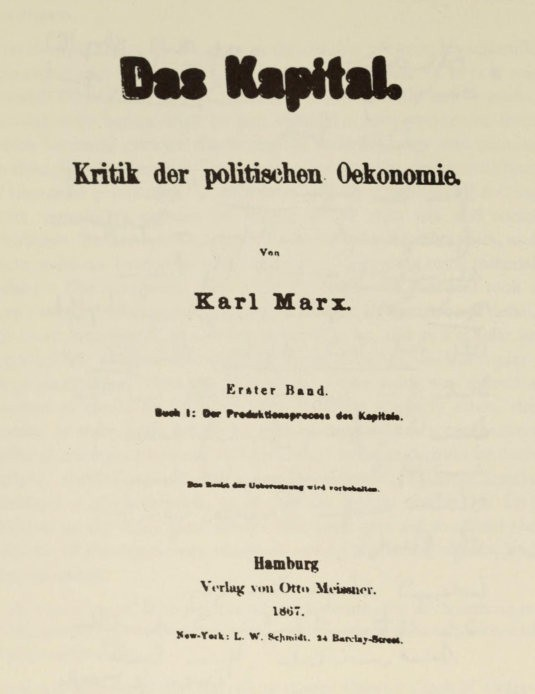 Das Kapital.
Kritik der politischen Oekonomie.
Von
Karl Marx.
Erster Band.
Buch I: Der Produktionsprocess des Kapitals.
Das Recht der Uebersetzung wird vorbehalten.
Hamburg
Verlag von Otto Meissner.
1867.
New-York: L. W. Schmidt. 24 Barclay-Street.